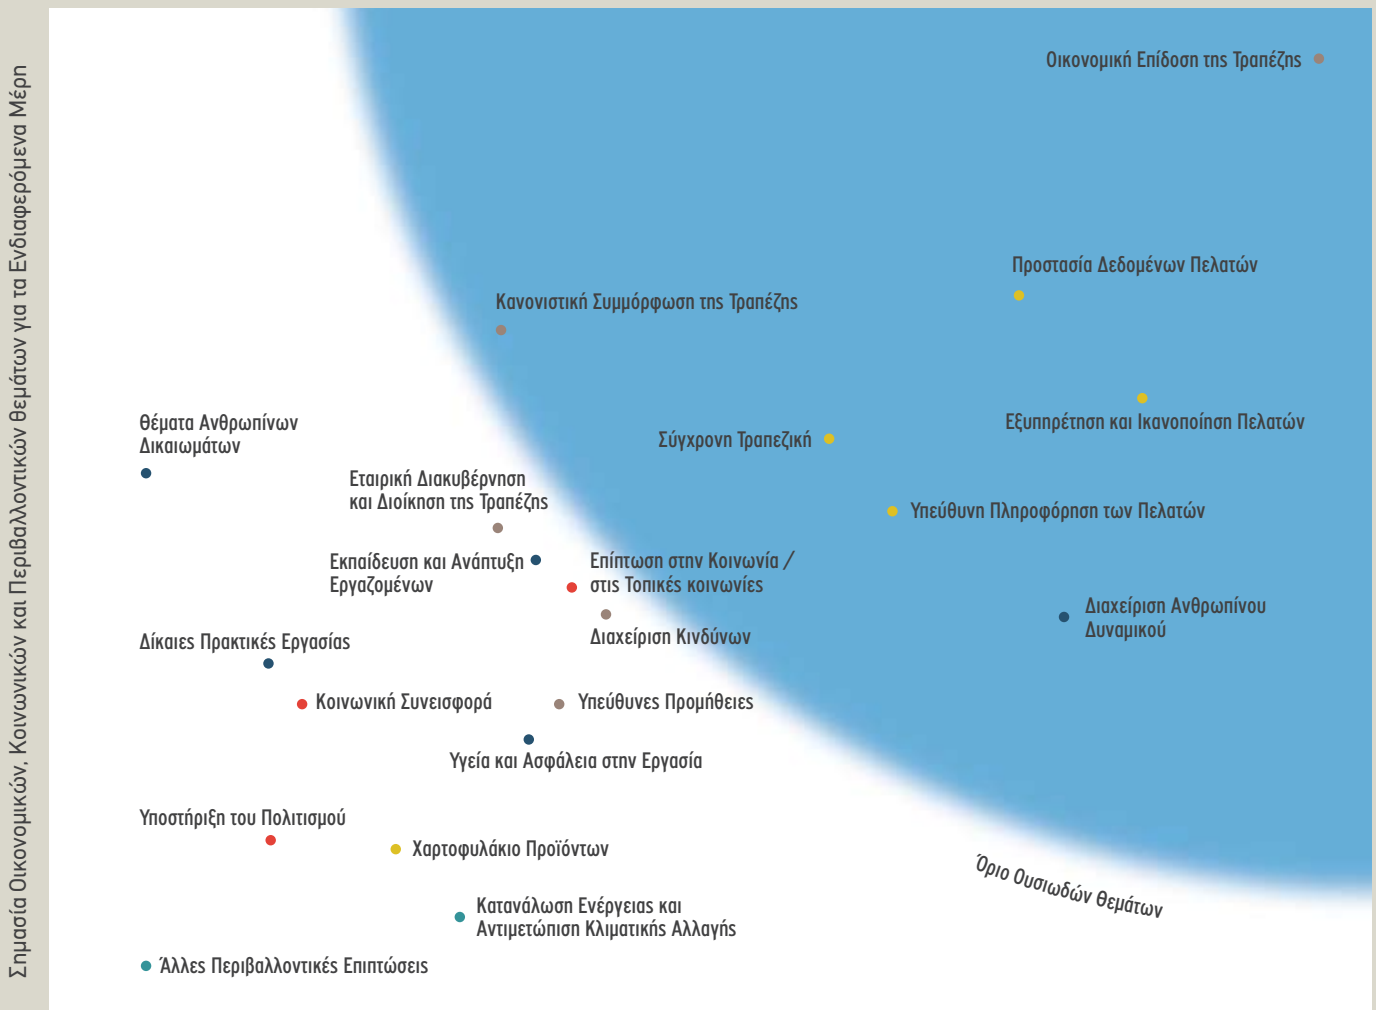 Σημασία Οικονομικών, Κοινωνικών και Περιβαλλοντικών θεμάτων για τα Ενδιαφερόμενα Μέρη
Οικονομική Επίδοση της Τραπέζης
Προστασία Δεδομένων Πελατών
Κανονιστική Συμμόρφωση της Τραπέζης
Εξυπηρέτηση και Ικανοποίηση Πελατών
Θέματα Ανθρωπίνων
Δικαιωμάτων
Σύγχρονη Τραπεζική
Εταιρική Διακυβέρνηση
και Διοίκηση της Τραπέζης
Υπεύθυνη Πληροφόρηση των Πελατών
Εκπαίδευση και Ανάπτυξη
Εργαζομένων
Επίπτωση στην Κοινωνία /
στις Τοπικές κοινωνίες
Διαχείριση Ανθρωπίνου
Δυναμικού
Διαχείριση Κινδύνων
Δίκαιες Πρακτικές Εργασίας
Κοινωνική Συνεισφορά
Υπεύθυνες Προμήθειες
Υγεία και Ασφάλεια στην Εργασία
Υποστήριξη του Πολιτισμού
Χαρτοφυλάκιο Προϊόντων
Όριο Ουσιωδών Θεμάτων
Κατανάλωση Ενέργειας και
Αντιμετώπιση Κλιματικής Αλλαγής
Άλλες Περιβαλλοντικές Επιπτώσεις